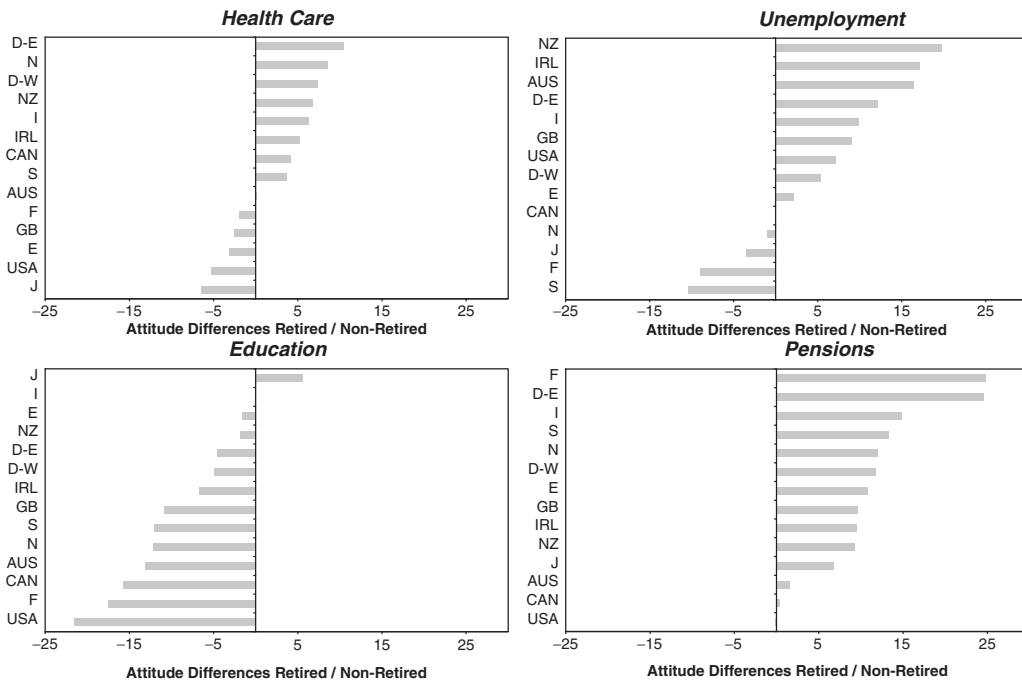 Health Care
D-E
N
D-W
NZ
I
IRL
CAN
S
AUS
F
GB
E
USA
J
−25 −15 −5 5 15 25
Attitude Differences Retired / Non-Retired
Unemployment
NZ
IRL
AUS
D-E
I
GB
USA
D-W
E
CAN
N
J
F
S
−25 −15 −5 5 15 25
Attitude Differences Retired / Non-Retired
Education
J
I
E
NZ
D-E
D-W
IRL
GB
S
N
AUS
CAN
F
USA
−25 −15 −5 5 15 25
Attitude Differences Retired / Non-Retired
Pensions
F
D-E
I
S
N
D-W
E
GB
IRL
NZ
J
AUS
CAN
USA
−25 −15 −5 5 15 25
Attitude Differences Retired / Non-Retired